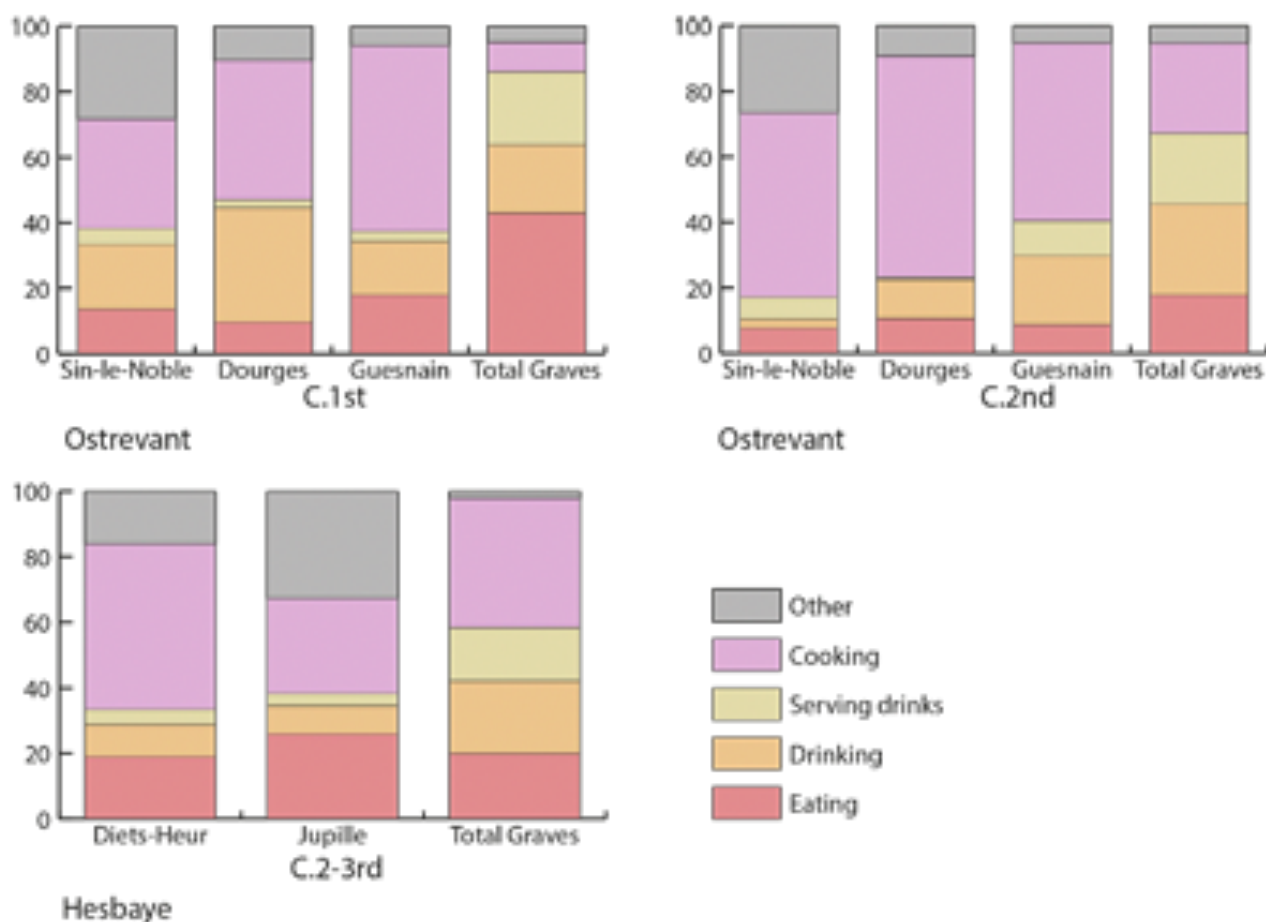 100
80
60
40
20
0
Sin-le-Noble Dourges Guesnain Total Graves
C.1st
Ostrevant
100
80
60
40
20
0
Sin-le-Noble Dourges Guesnain Total Graves
C.2nd
Ostrevant
100
80
60
40
20
0
Diets-Heur Jupille Total Graves
C.2-3rd
Hesbaye
Other
Cooking
Serving drinks
Drinking
Eating